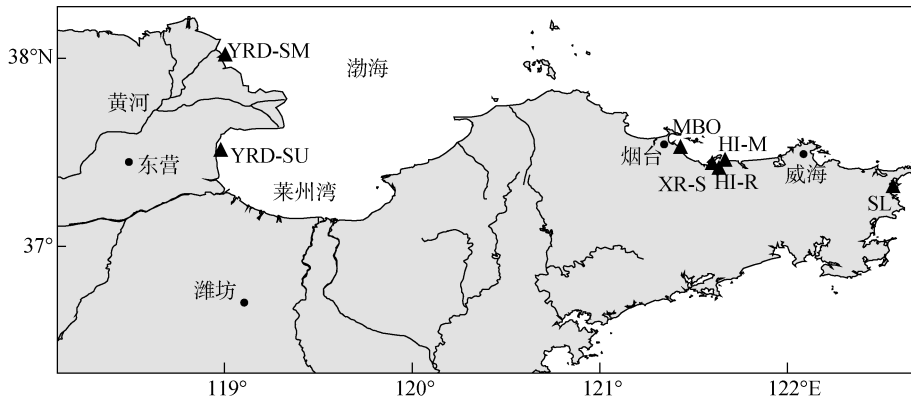 38°N
YRD-SM
渤海
黄河
MBO
HI-M
东营
YRD-SU
烟台
威海
XR-S
HI-R
莱州湾
SL
37°
潍坊
119°
120°
121°
122°E